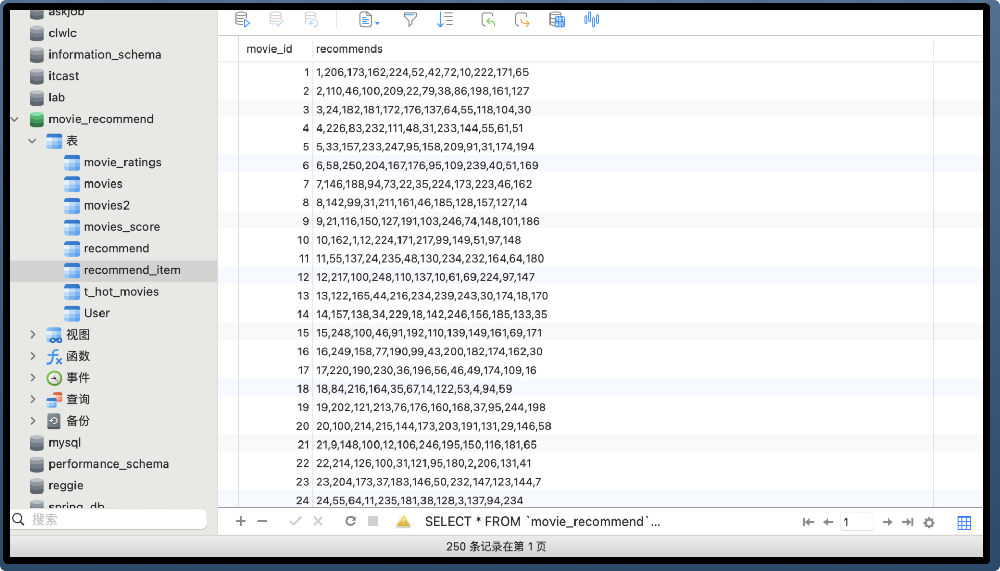 askjob
clwlc
information_schema
itcast
lab
movie_recommend
表
movie_ratings
movies
movies2
movies_score
recommend
recommend_item
t_hot_movies
User
视图
函数
事件
查询
备份
mysql
performance_schema
reggie
spring_db
搜索
movie_id recommends
1 1,206,173,162,224,52,42,72,10,222,171,65
2 2,110,46,100,209,22,79,38,86,198,161,127
3 3,24,182,181,172,176,137,64,55,118,104,30
4 4,226,83,232,111,48,31,233,144,55,61,51
5 5,33,157,233,247,95,158,209,91,31,174,194
6 6,58,250,204,167,176,95,109,239,40,51,169
7 7,146,188,94,73,22,35,224,173,223,46,162
8 8,142,99,31,211,161,46,185,128,157,127,14
9 9,21,116,150,127,191,103,246,74,148,101,186
10 10,162,1,12,224,171,217,99,149,51,97,148
11 11,55,137,24,235,48,130,234,232,164,64,180
12 12,217,100,248,110,137,10,61,69,224,97,147
13 13,122,165,44,216,234,239,243,30,174,18,170
14 14,157,138,34,229,18,142,246,156,185,133,35
15 15,248,100,46,91,192,110,139,149,161,69,171
16 16,249,158,77,190,99,43,200,182,174,162,30
17 17,220,190,230,36,196,56,46,49,174,109,16
18 18,84,216,164,35,67,14,122,53,4,94,59
19 19,202,121,213,76,176,160,168,37,95,244,198
20 20,100,214,215,144,173,203,191,131,29,146,58
21 21,9,148,100,12,106,246,195,150,116,181,65
22 22,214,126,100,31,121,95,180,2,206,131,41
23 23,204,173,37,183,146,50,232,147,123,144,7
24 24,55,64,11,235,181,38,128,3,137,94,234
SELECT * FROM `movie_recommend`...
1
250 条记录在第 1 页